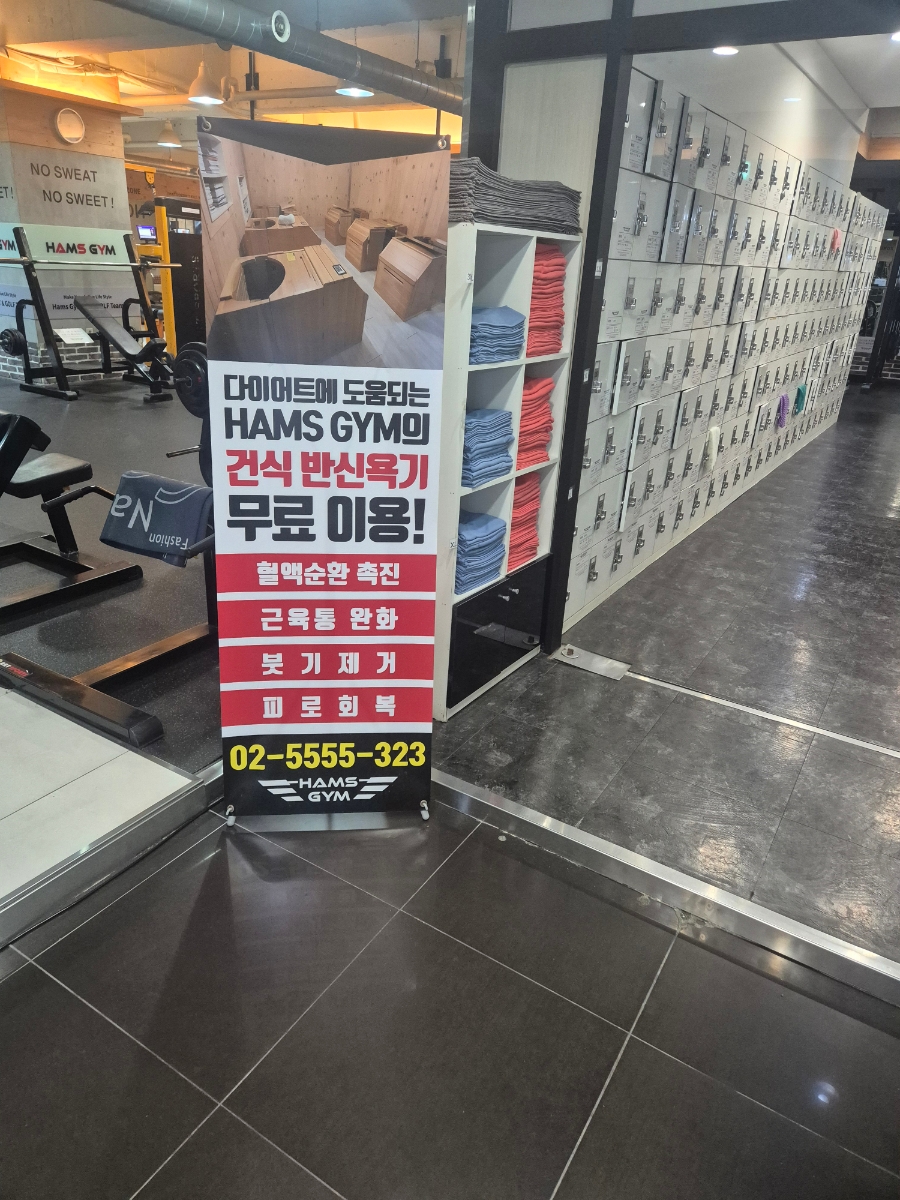 NO SWEAT
NO SWEET!
HAMS GYM
다이어트에 도움되는
HAMS GYM의
건식 반신욕기
무료 이용!
혈액순환 촉진
근육통 완화
붓기제거
피로회복
02-5555-323
HAMS
GYM
Na
Fashion